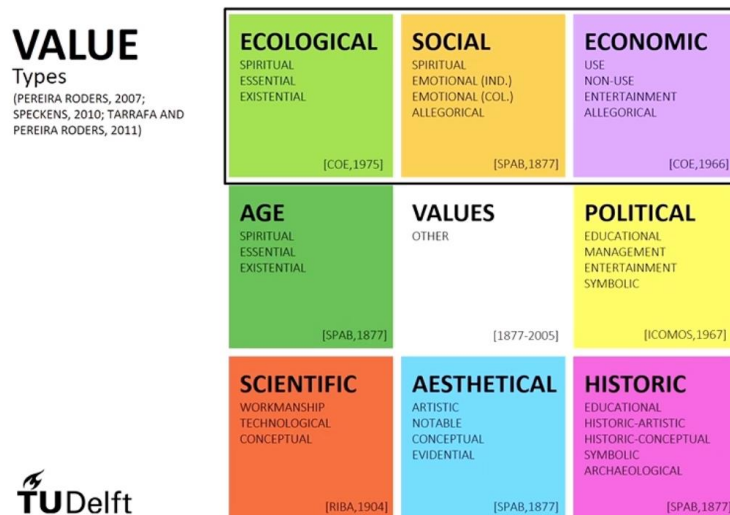 VALUE
Types
(PEREIRA RODERS, 2007;
SPECKENS, 2010; TARRAFA AND
PEREIRA RODERS, 2011)
ECOLOGICAL
SPIRITUAL
ESSENTIAL
EXISTENTIAL
[COE,1975]
SOCIAL
SPIRITUAL
EMOTIONAL (IND.)
EMOTIONAL (COL.)
ALLEGORICAL
[SPAB,1877]
ECONOMIC
USE
NON-USE
ENTERTAINMENT
ALLEGORICAL
[COE,1966]
AGE
SPIRITUAL
ESSENTIAL
EXISTENTIAL
[SPAB,1877]
VALUES
OTHER
[1877-2005]
POLITICAL
EDUCATIONAL
MANAGEMENT
ENTERTAINMENT
SYMBOLIC
[ICOMOS,1967]
SCIENTIFIC
WORKMANSHIP
TECHNOLOGICAL
CONCEPTUAL
[RIBA,1904]
AESTHETICAL
ARTISTIC
NOTABLE
CONCEPTUAL
EVIDENTIAL
[SPAB,1877]
HISTORIC
EDUCATIONAL
HISTORIC-ARTISTIC
HISTORIC-CONCEPTUAL
SYMBOLIC
ARCHAEOLOGICAL
[SPAB,1877]
TUDelft